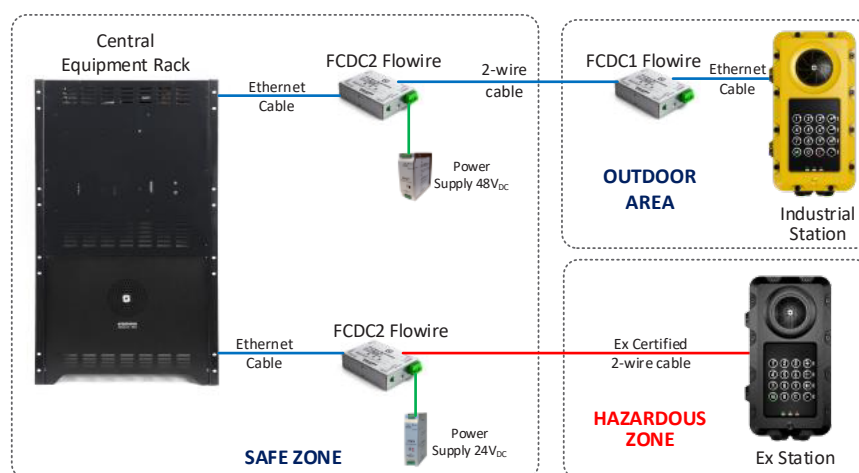 Central
Equipment Rack
FCDC2 Flowire
2-wire
cable
FCDC1 Flowire
Ethernet
Cable
Ethernet
Cable
Power
Supply 48VDC
OUTDOOR
AREA
Industrial
Station
FCDC2 Flowire
Ethernet
Cable
Ex Certified
2-wire cable
Power
Supply 24VDC
SAFE ZONE
HAZARDOUS
ZONE
Ex Station